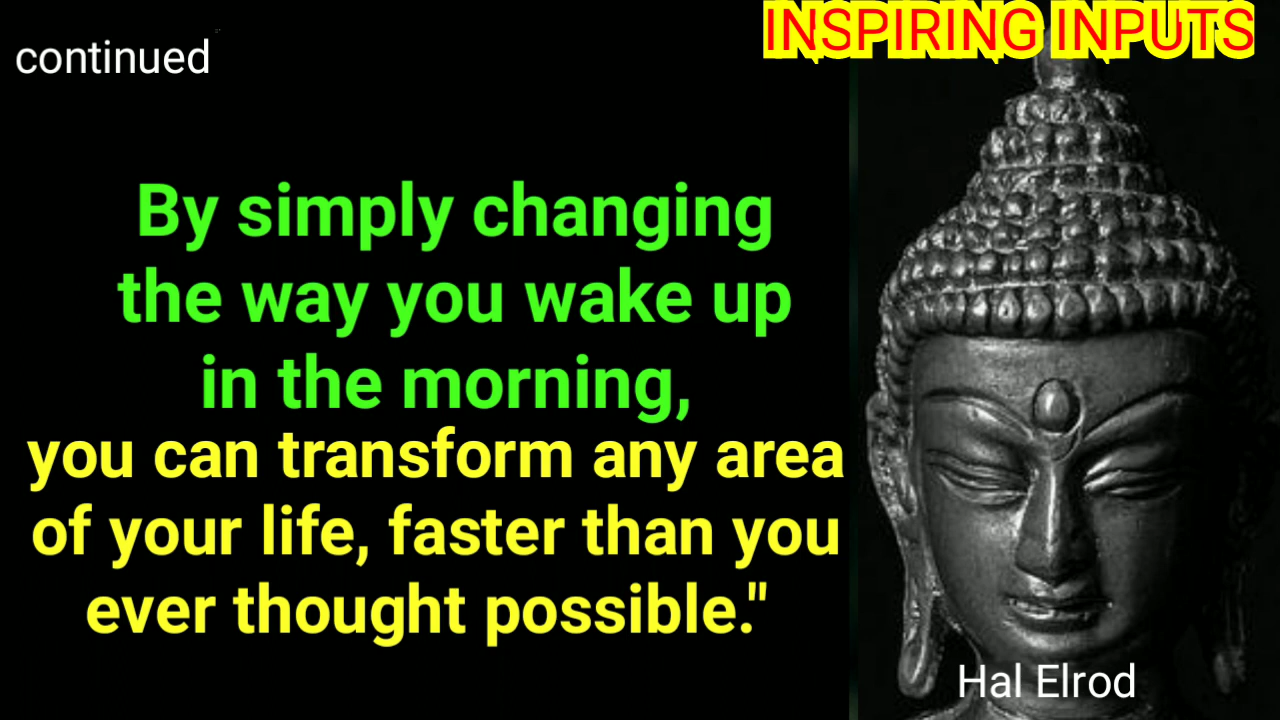 INSPIRING INPUTS
continued
By simply changing
the way you wake up
in the morning,
you can transform any area
of your life, faster than you
ever thought possible."
Hal Elrod